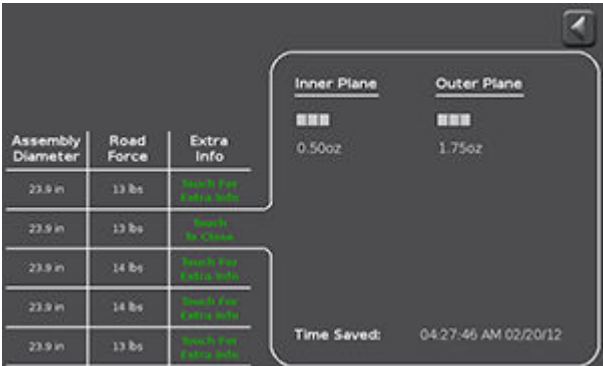 Inner Plane Outer Plane
0.50oz 1.75oz
Assembly Diameter Road Force Extra Info
23.9 in 13 lbs Touch For Extra Info
23.9 in 13 lbs Touch To Close
23.9 in 14 lbs Touch For Extra Info
23.9 in 14 lbs Touch For Extra Info
23.9 in 13 lbs Touch For Extra Info
Time Saved: 04:27:46 AM 02/20/12